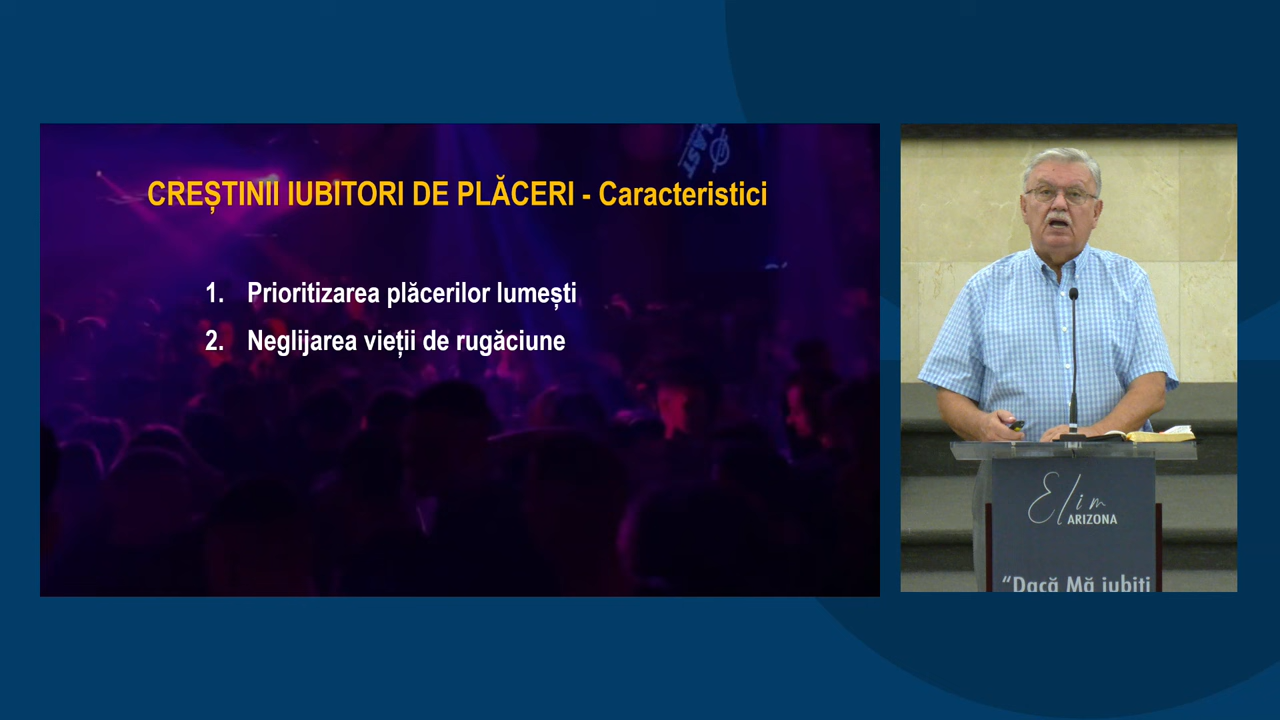 CREȘTINII IUBITORI DE PLĂCERI - Caracteristici
1. Prioritizarea plăcerilor lumești
2. Neglijarea vieții de rugăciune
Elim
ARIZONA
“Dacă Mă iubiți